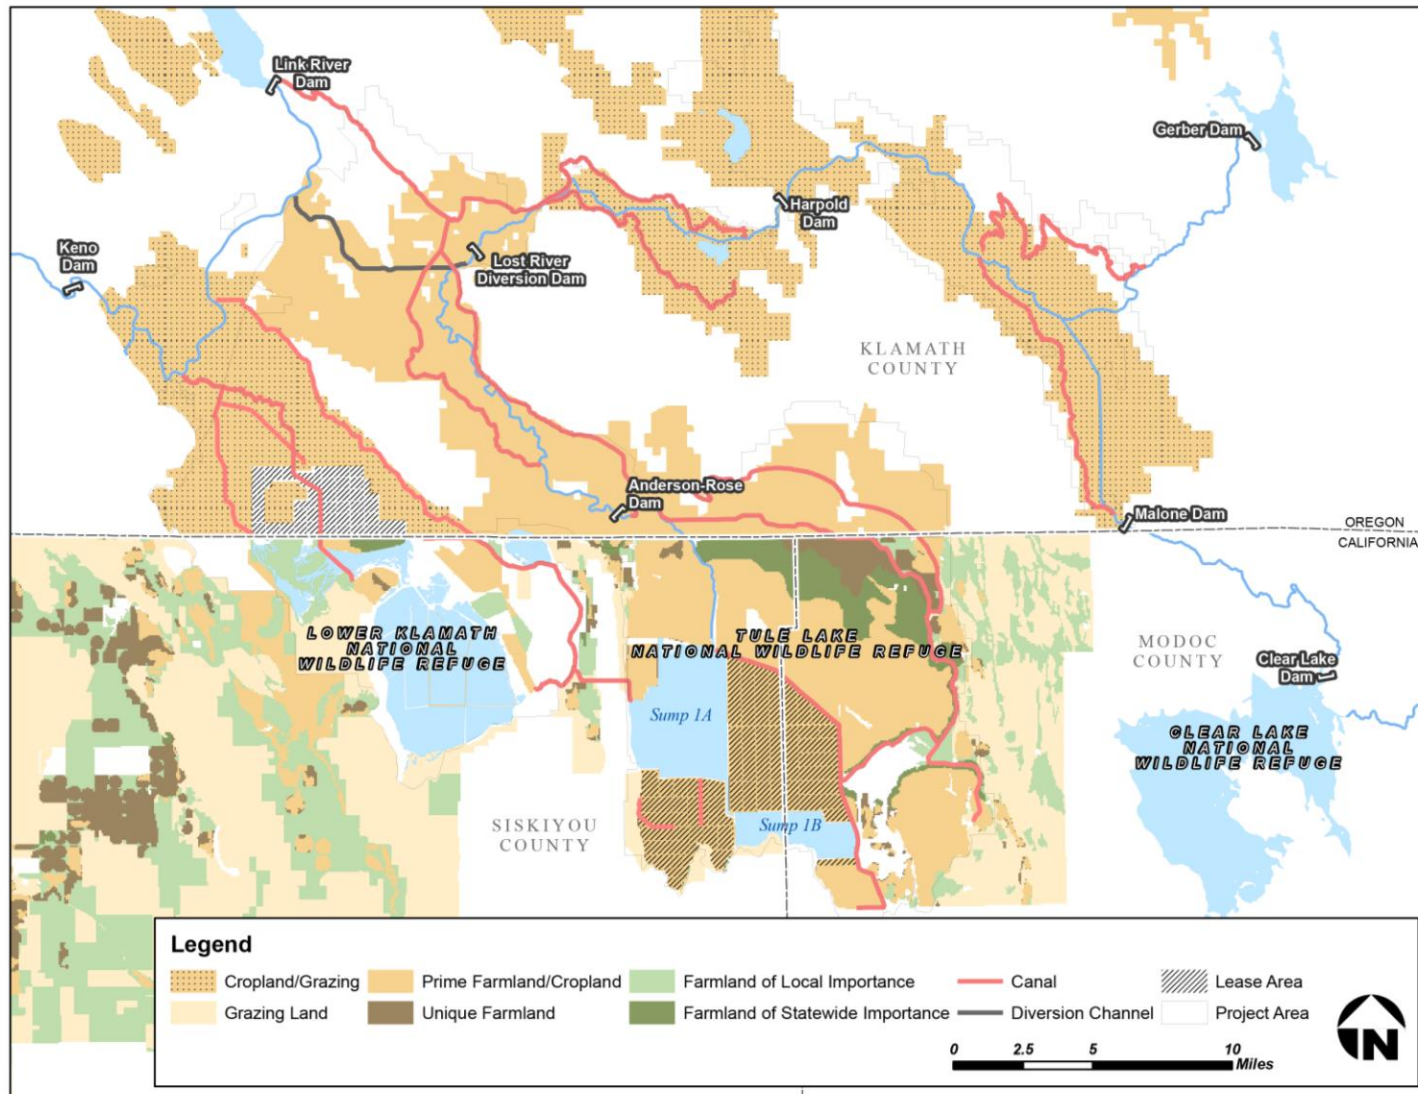 Link River
Dam
Gerber Dam
Harpold
Dam
Keno
Dam
Lost River
Diversion Dam
KLAMATH
COUNTY
Anderson-Rose
Dam
Malone Dam
OREGON
CALIFORNIA
LOWER KLAMATH
NATIONAL
WILDLIFE REFUGE
TULE LAKE
NATIONAL WILDLIFE REFUGE
MODOC
COUNTY
Clear Lake
Dam
Sump 1A
CLEAR LAKE
NATIONAL
WILDLIFE REFUGE
SISKIYOU
COUNTY
Sump 1B
Legend
Cropland/Grazing
Prime Farmland/Cropland
Farmland of Local Importance
Canal
Lease Area
Grazing Land
Unique Farmland
Farmland of Statewide Importance
Diversion Channel
Project Area
0 2.5 5 10
Miles
N